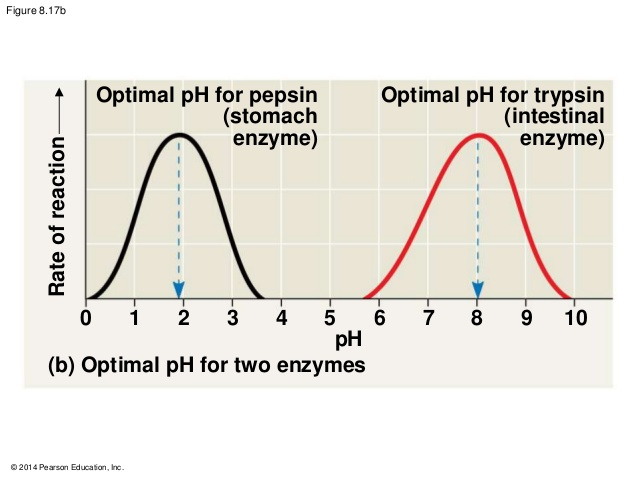 Figure 8.17b
Optimal pH for pepsin
(stomach
enzyme)
Optimal pH for trypsin
(intestinal
enzyme)
Rate of reaction
0 1 2 3 4 5 6 7 8 9 10
pH
(b) Optimal pH for two enzymes
© 2014 Pearson Education, Inc.